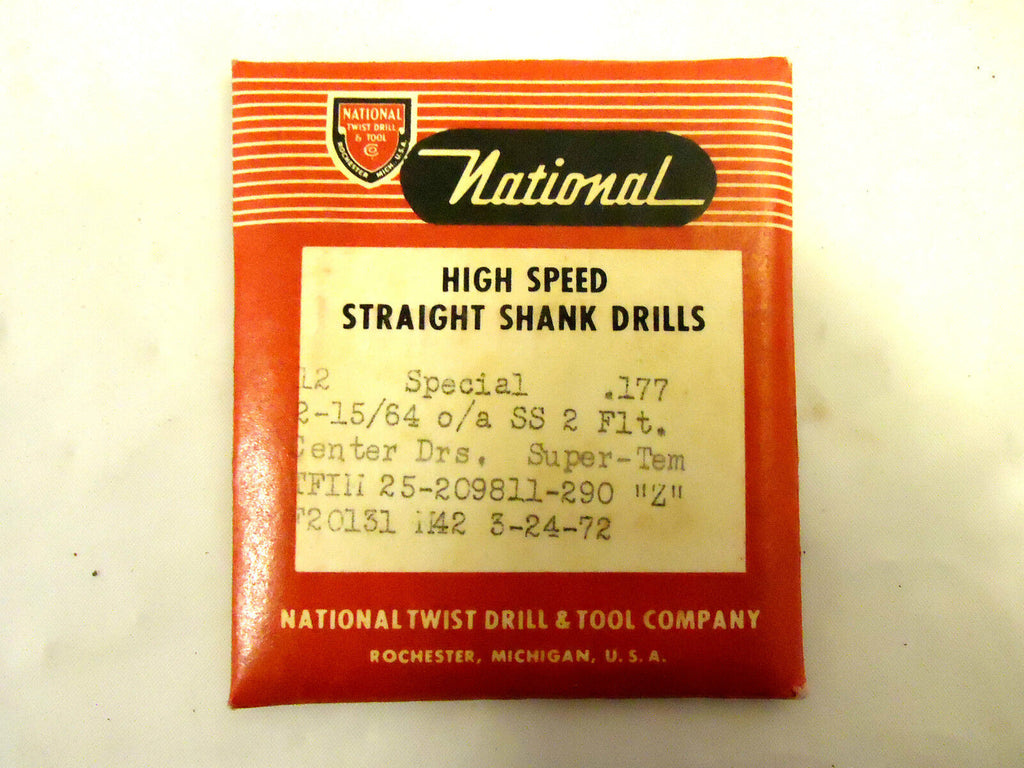 NATIONAL
TWIST DRILL
& TOOL
CO
ROCHESTER MICH. U.S.A.
National
HIGH SPEED
STRAIGHT SHANK DRILLS
12 Special .177
2-15/64 o/a SS 2 Flt.
Center Drs. Super-Tem
25-209811-290 "Z"
F20131 M42 3-24-72
NATIONAL TWIST DRILL & TOOL COMPANY
ROCHESTER, MICHIGAN, U.S.A.